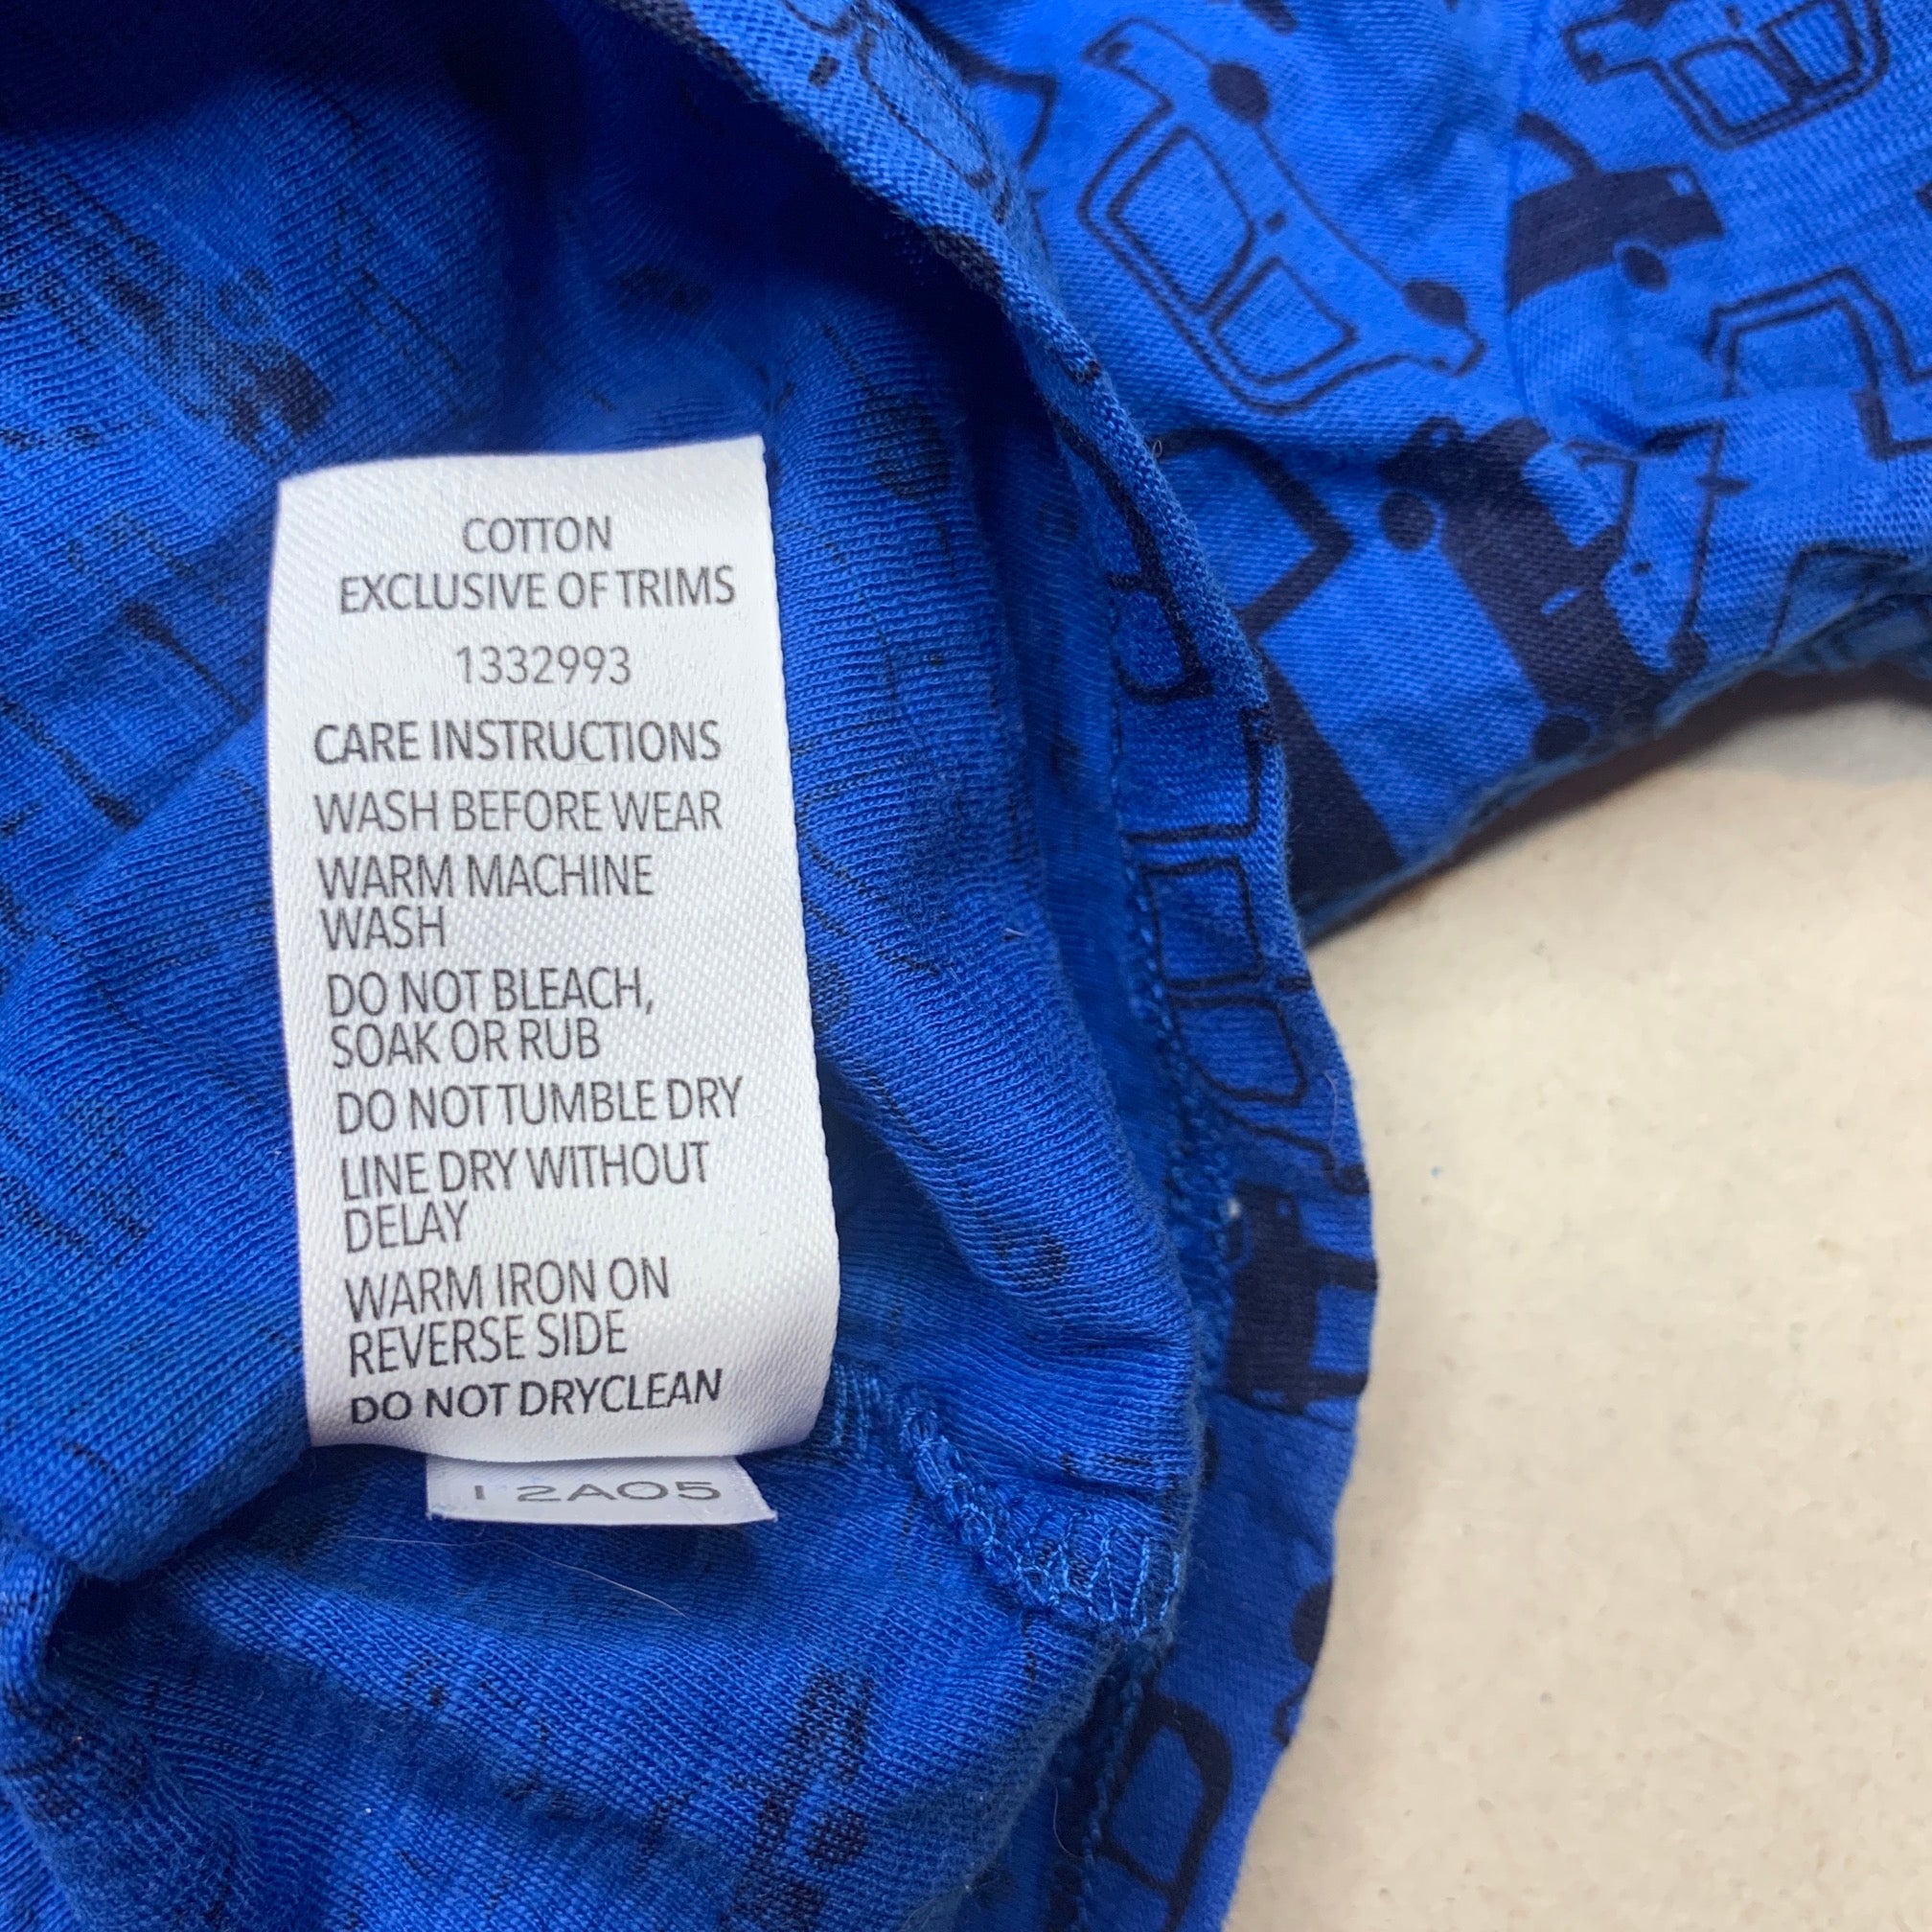 COTTON
EXCLUSIVE OF TRIMS
1332993
CARE INSTRUCTIONS
WASH BEFORE WEAR
WARM MACHINE
WASH
DO NOT BLEACH,
SOAK OR RUB
DO NOT TUMBLE DRY
LINE DRY WITHOUT
DELAY
WARM IRON ON
REVERSE SIDE
DO NOT DRYCLEAN
12A05